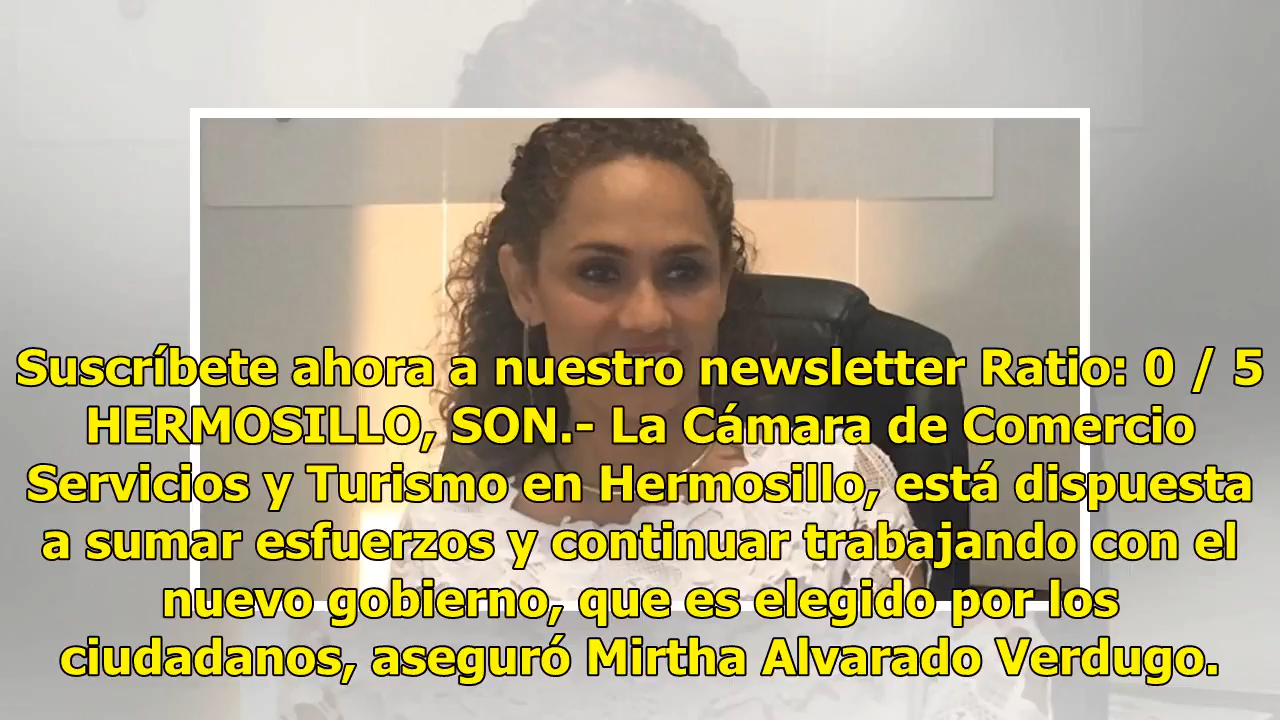 Suscríbete ahora a nuestro newsletter Ratio: 0 / 5
HERMOSILLO, SON.- La Cámara de Comercio
Servicios y Turismo en Hermosillo, está dispuesta
a sumar esfuerzos y continuar trabajando con el
nuevo gobierno, que es elegido por los
ciudadanos, aseguró Mirtha Alvarado Verdugo.